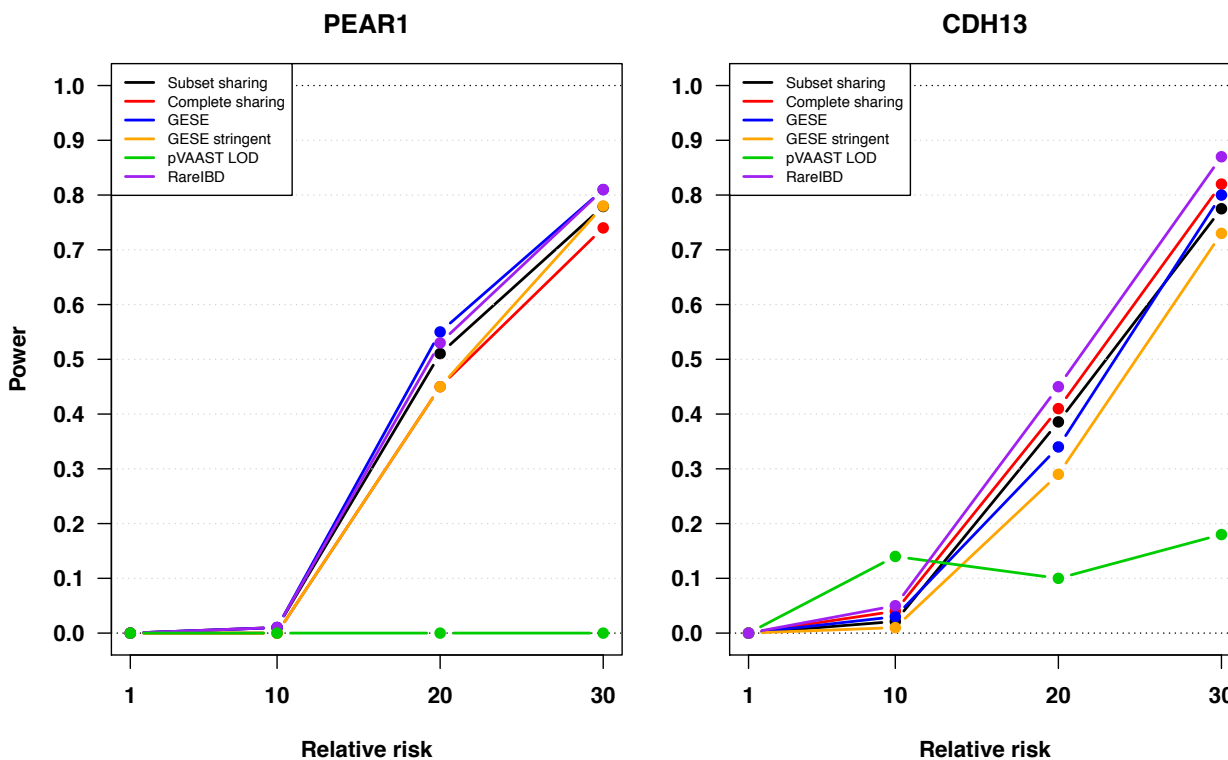 PEAR1
Subset sharing
Complete sharing
GESE
GESE stringent
pVAAST LOD
RareIBD
1.0
0.9
0.8
0.7
0.6
0.5
0.4
0.3
0.2
0.1
0.0
Power
1 10 20 30
Relative risk
CDH13
Subset sharing
Complete sharing
GESE
GESE stringent
pVAAST LOD
RareIBD
1.0
0.9
0.8
0.7
0.6
0.5
0.4
0.3
0.2
0.1
0.0
1 10 20 30
Relative risk